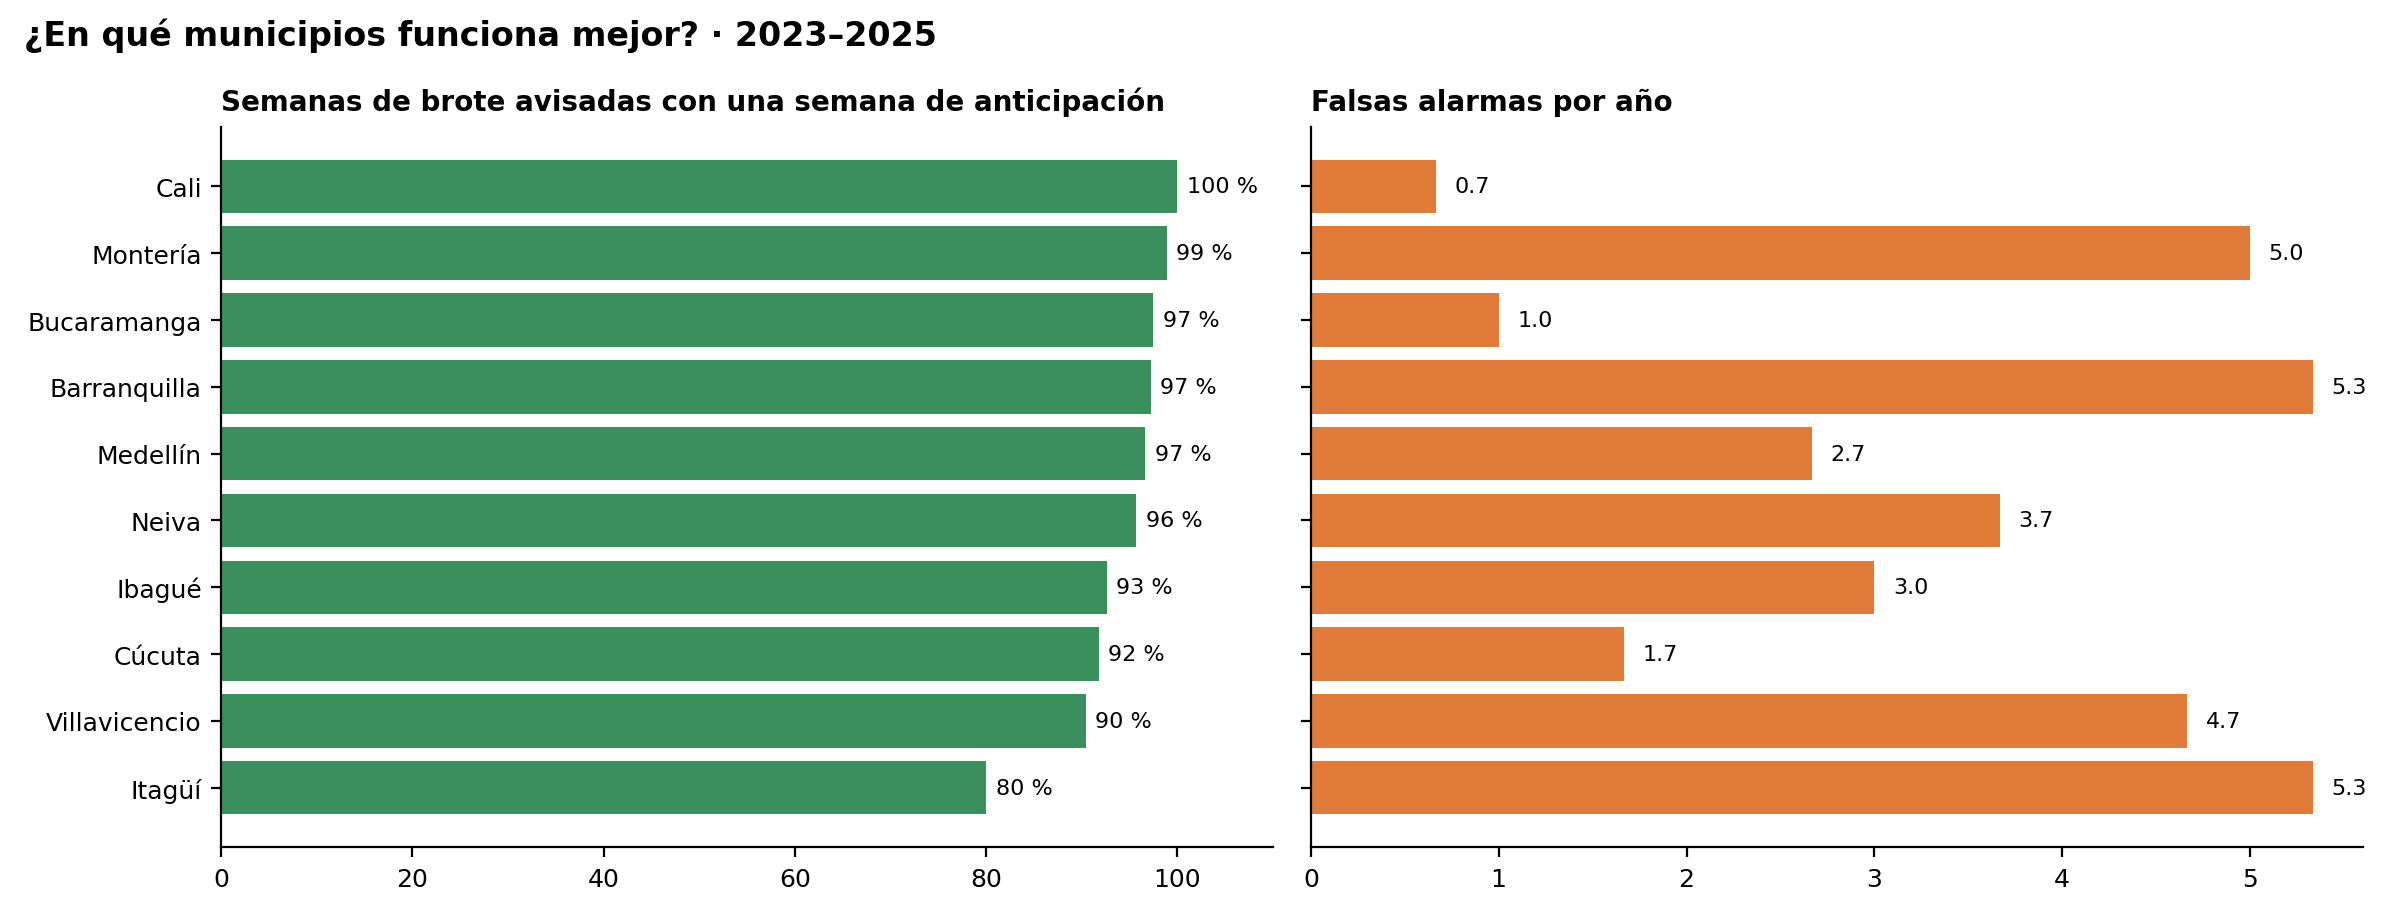 ¿En qué municipios funciona mejor? · 2023–2025
Semanas de brote avisadas con una semana de anticipación
Cali 100 %
Montería 99 %
Bucaramanga 97 %
Barranquilla 97 %
Medellín 97 %
Neiva 96 %
Ibagué 93 %
Cúcuta 92 %
Villavicencio 90 %
Itagüí 80 %
0 20 40 60 80 100
Falsas alarmas por año
0.7
5.0
1.0
5.3
2.7
3.7
3.0
1.7
4.7
5.3
0 1 2 3 4 5